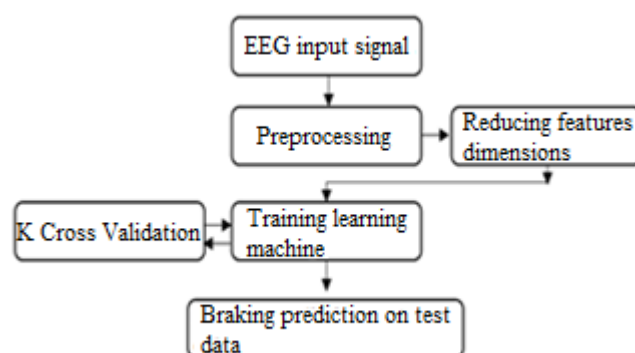 EEG input signal
Preprocessing
Reducing features
dimensions
K Cross Validation
Training learning
machine
Braking prediction on test
data